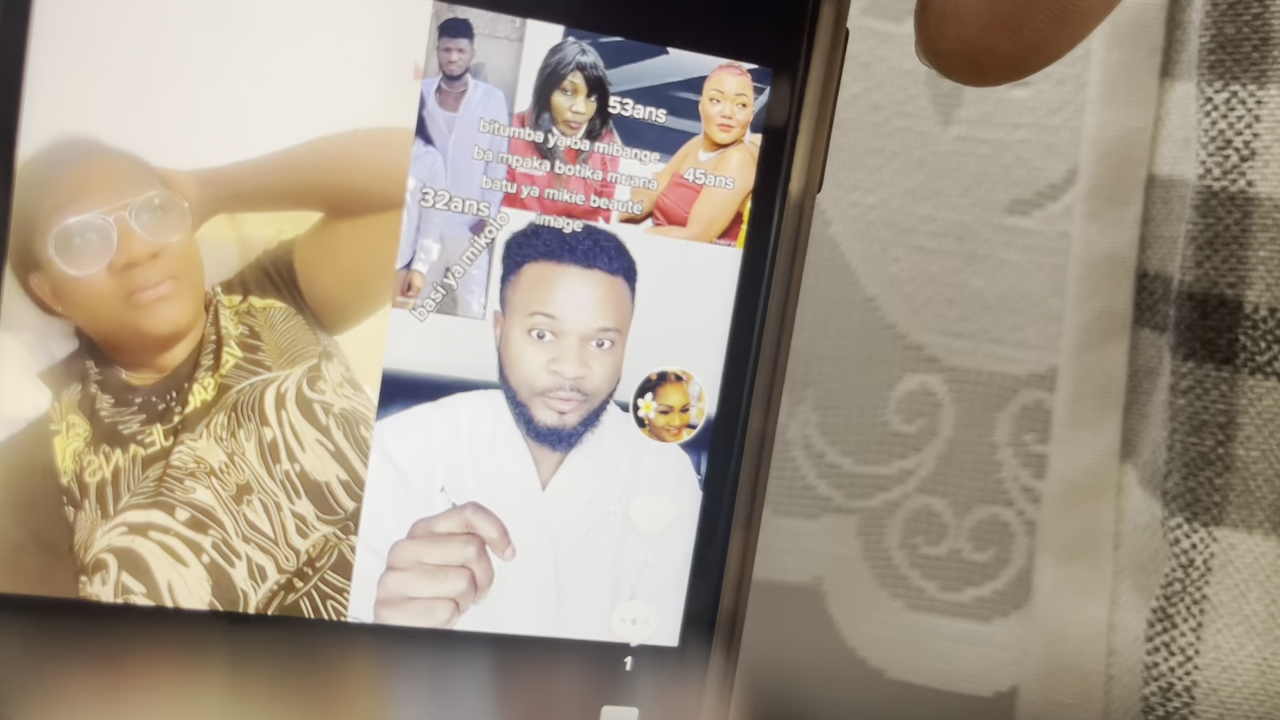 53ans
bitumba ya ba mibange
ba mpaka botika muana
batu ya mikie beauté
image
45ans
32ans
basi ya mikolo
1